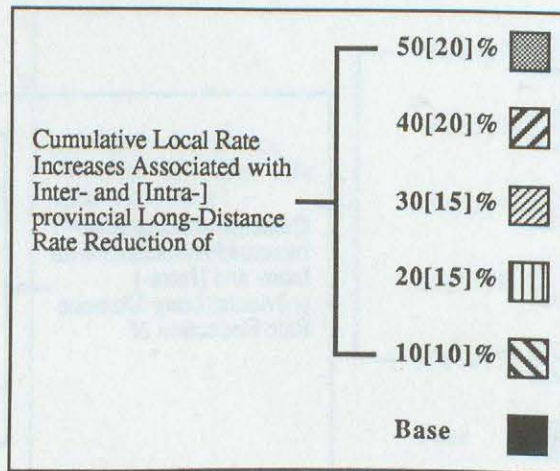 50[20]%
40[20]%
Cumulative Local Rate
Increases Associated with
Inter- and [Intra-]
provincial Long-Distance
Rate Reduction of
30[15]%
20[15]%
10[10]%
Base